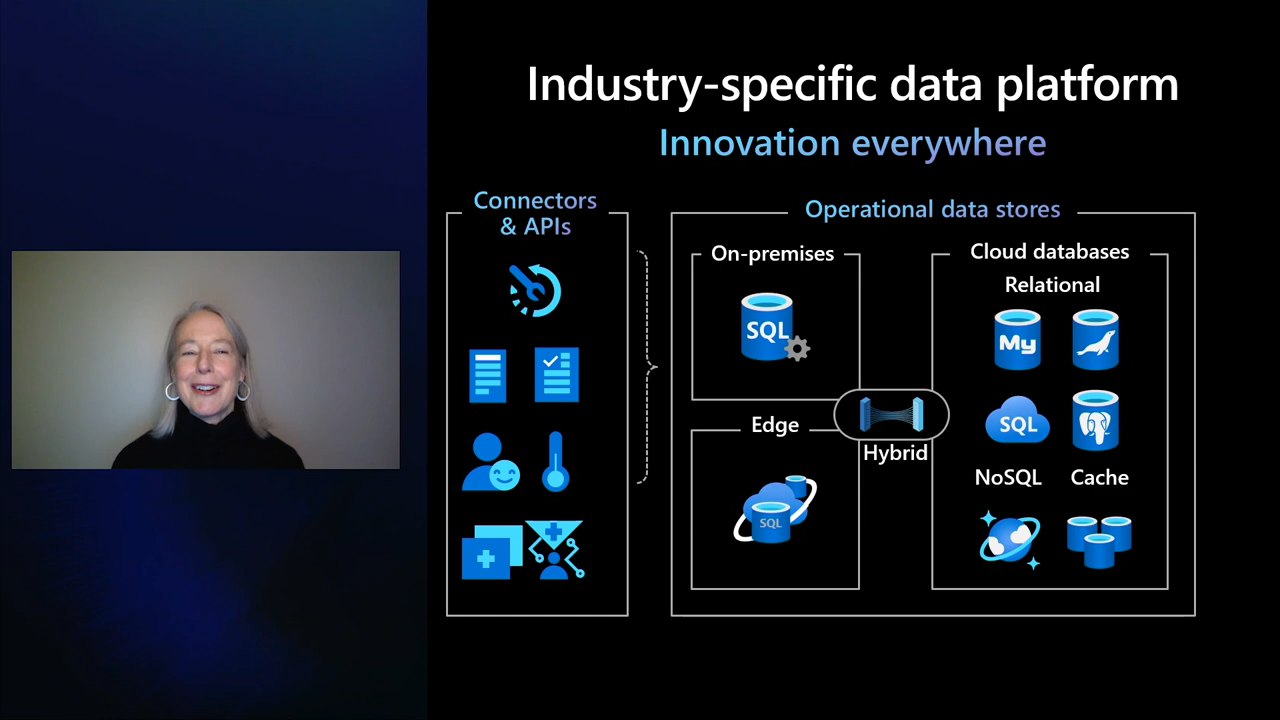 Industry-specific data platform
Innovation everywhere
Connectors
& APIs
Operational data stores
On-premises
SQL
Edge
SQL
Hybrid
Cloud databases
Relational
My
SQL
NoSQL
Cache